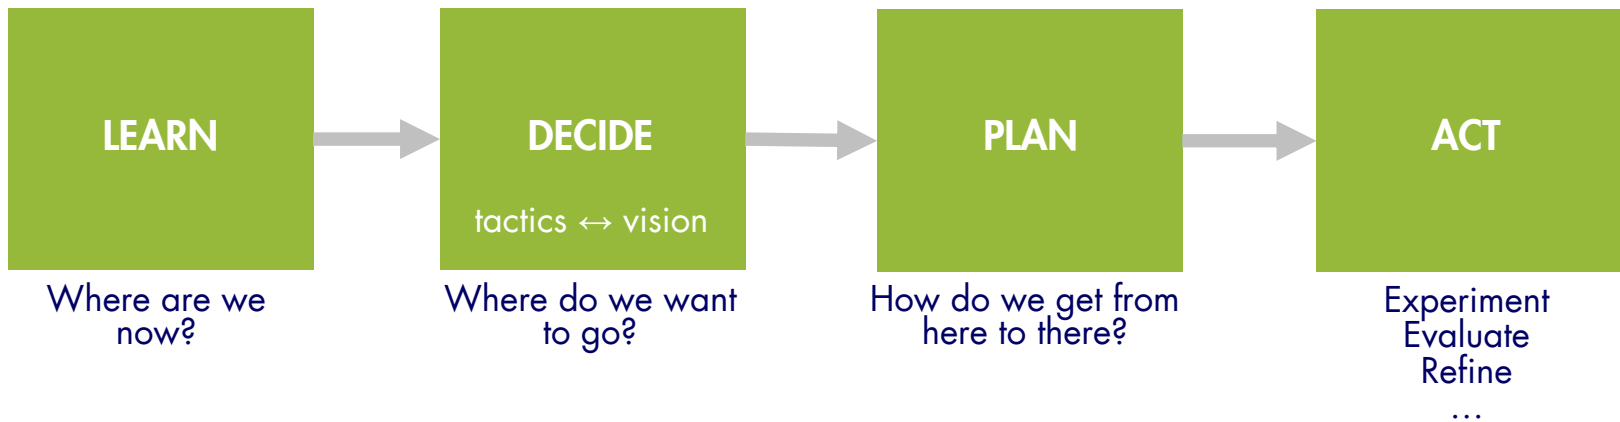 LEARN
DECIDE
PLAN
ACT
tactics ↔ vision
Where are we
now?
Where do we want
to go?
How do we get from
here to there?
Experiment
Evaluate
Refine
…